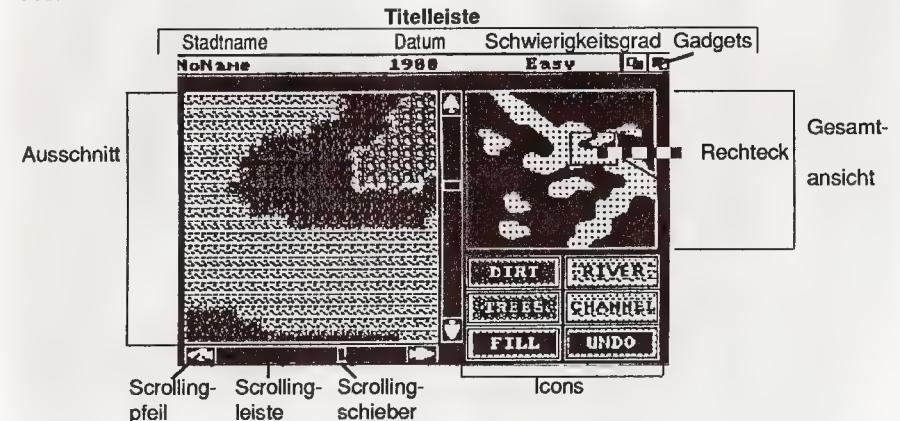 Titelleiste
Stadtname Datum Schwierigkeitsgrad Gadgets
NoName 1900 Easy
Ausschnitt
Rechteck
Gesamt-
ansicht
DIRT RIVER
TREES CHANNEL
FILL UNDO
Scrolling-
pfeil
Scrolling-
leiste
Scrolling-
schieber
Icons